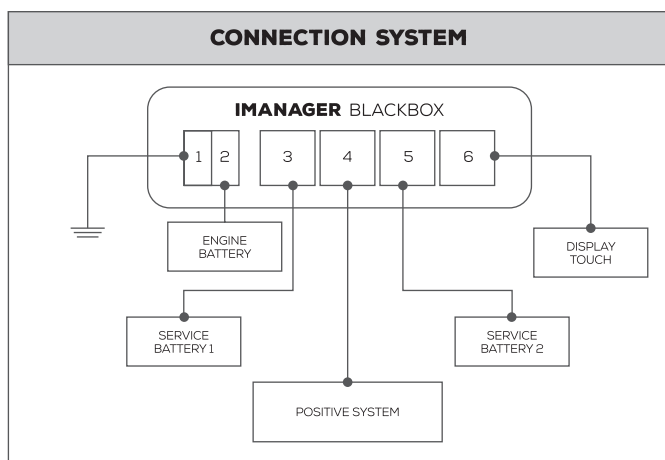 CONNECTION SYSTEM
IMANAGER BLACKBOX
1 2 3 4 5 6
ENGINE
BATTERY
DISPLAY
TOUCH
SERVICE
BATTERY 1
SERVICE
BATTERY 2
POSITIVE SYSTEM